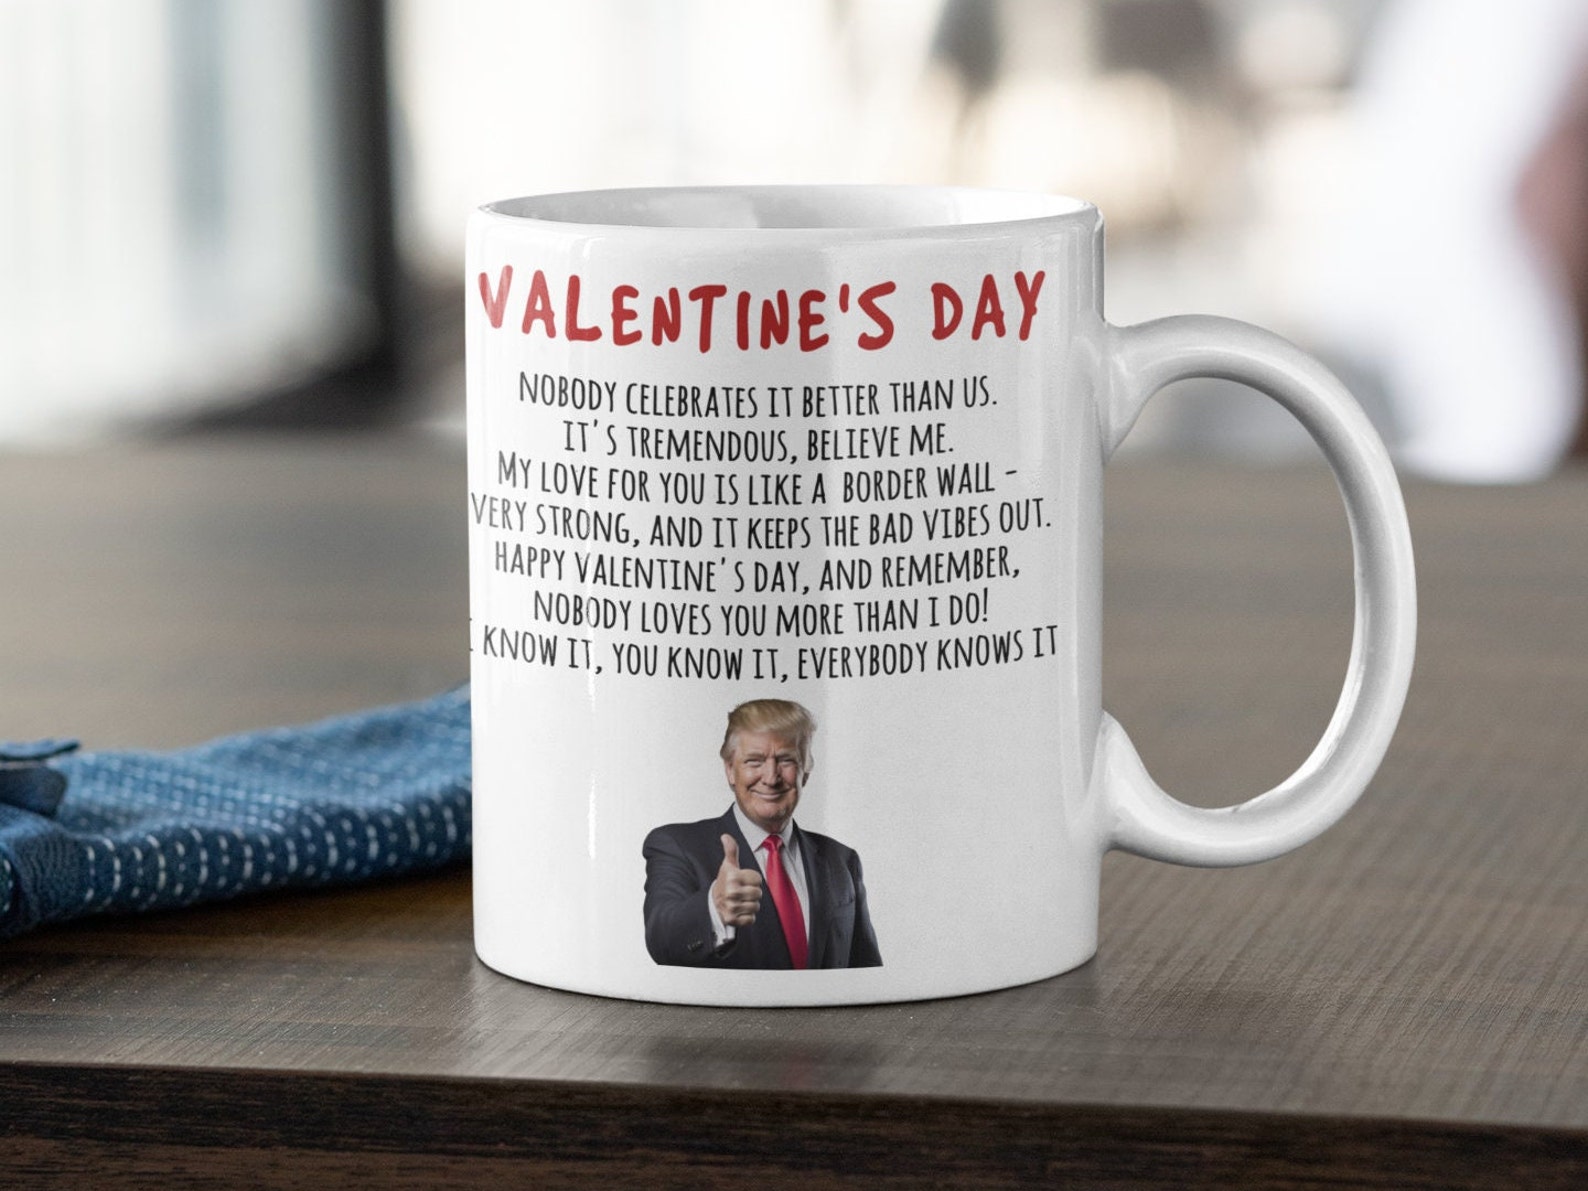 VALENTINE'S DAY
NOBODY CELEBRATES IT BETTER THAN US.
IT'S TREMENDOUS, BELIEVE ME.
MY LOVE FOR YOU IS LIKE A BORDER WALL -
VERY STRONG, AND IT KEEPS THE BAD VIBES OUT.
HAPPY VALENTINE'S DAY, AND REMEMBER,
NOBODY LOVES YOU MORE THAN I DO!
I KNOW IT, YOU KNOW IT, EVERYBODY KNOWS IT